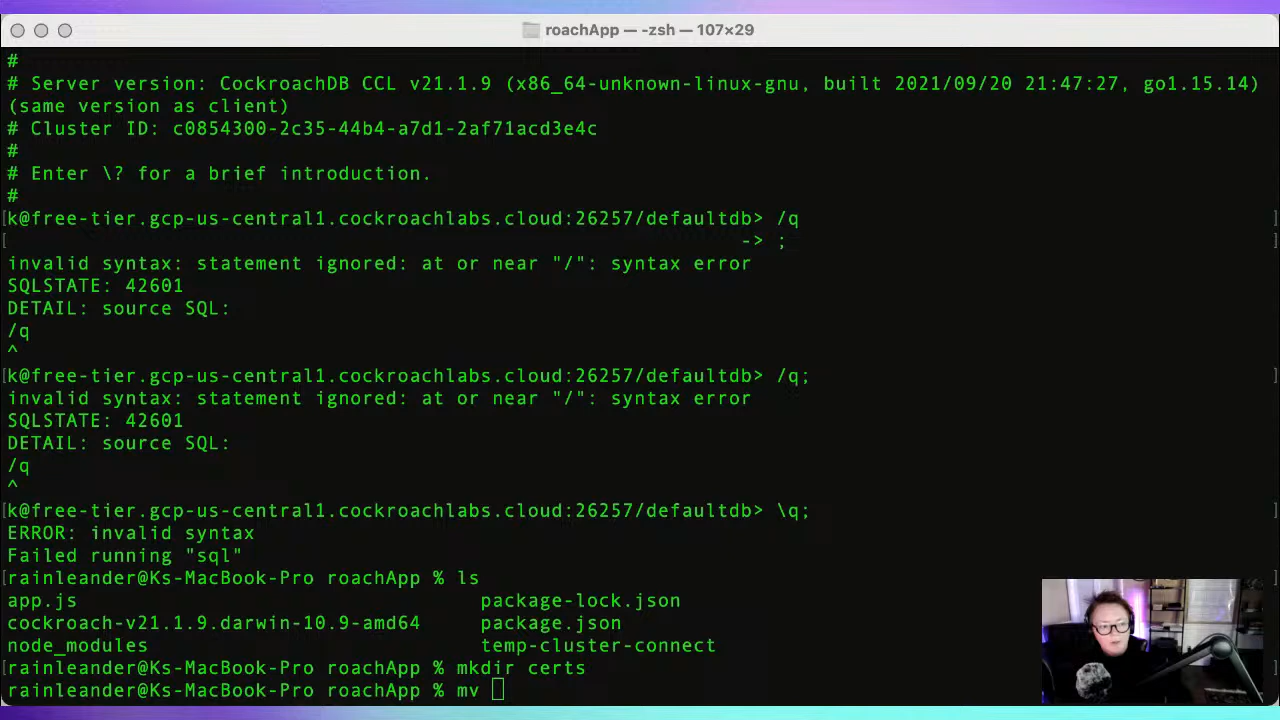 roachApp — -zsh — 107×29
#
# Server version: CockroachDB CCL v21.1.9 (x86_64-unknown-linux-gnu, built 2021/09/20 21:47:27, go1.15.14)
(same version as client)
# Cluster ID: c0854300-2c35-44b4-a7d1-2af71acd3e4c
#
# Enter \? for a brief introduction.
#
[k@free-tier.gcp-us-central1.cockroachlabs.cloud:26257/defaultdb> /q ]
[ -> ; ]
invalid syntax: statement ignored: at or near "/": syntax error
SQLSTATE: 42601
DETAIL: source SQL:
/q
^
[k@free-tier.gcp-us-central1.cockroachlabs.cloud:26257/defaultdb> /q; ]
invalid syntax: statement ignored: at or near "/": syntax error
SQLSTATE: 42601
DETAIL: source SQL:
/q
^
[k@free-tier.gcp-us-central1.cockroachlabs.cloud:26257/defaultdb> \q; ]
ERROR: invalid syntax
Failed running "sql"
[rainleander@Ks-MacBook-Pro roachApp % ls ]
app.js package-lock.json
cockroach-v21.1.9.darwin-10.9-amd64 package.json
node_modules temp-cluster-connect
[rainleander@Ks-MacBook-Pro roachApp % mkdir certs ]
rainleander@Ks-MacBook-Pro roachApp % mv